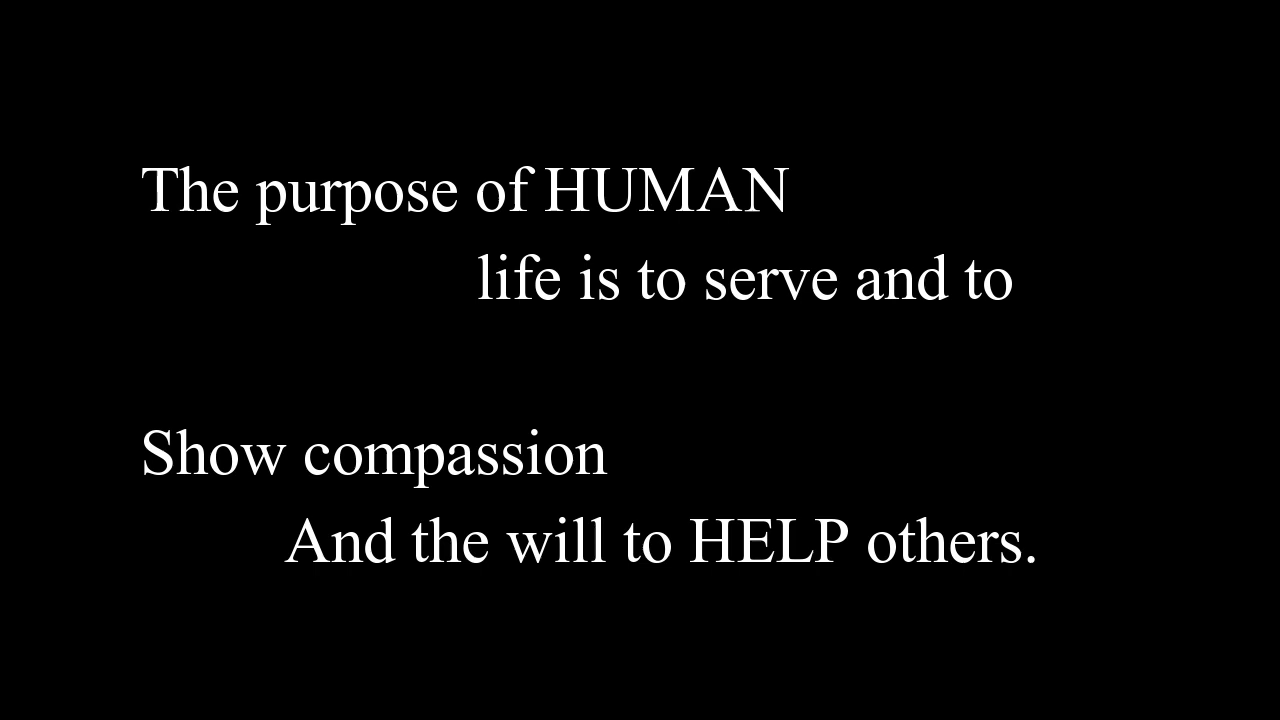 The purpose of HUMAN
life is to serve and to
Show compassion
And the will to HELP others.